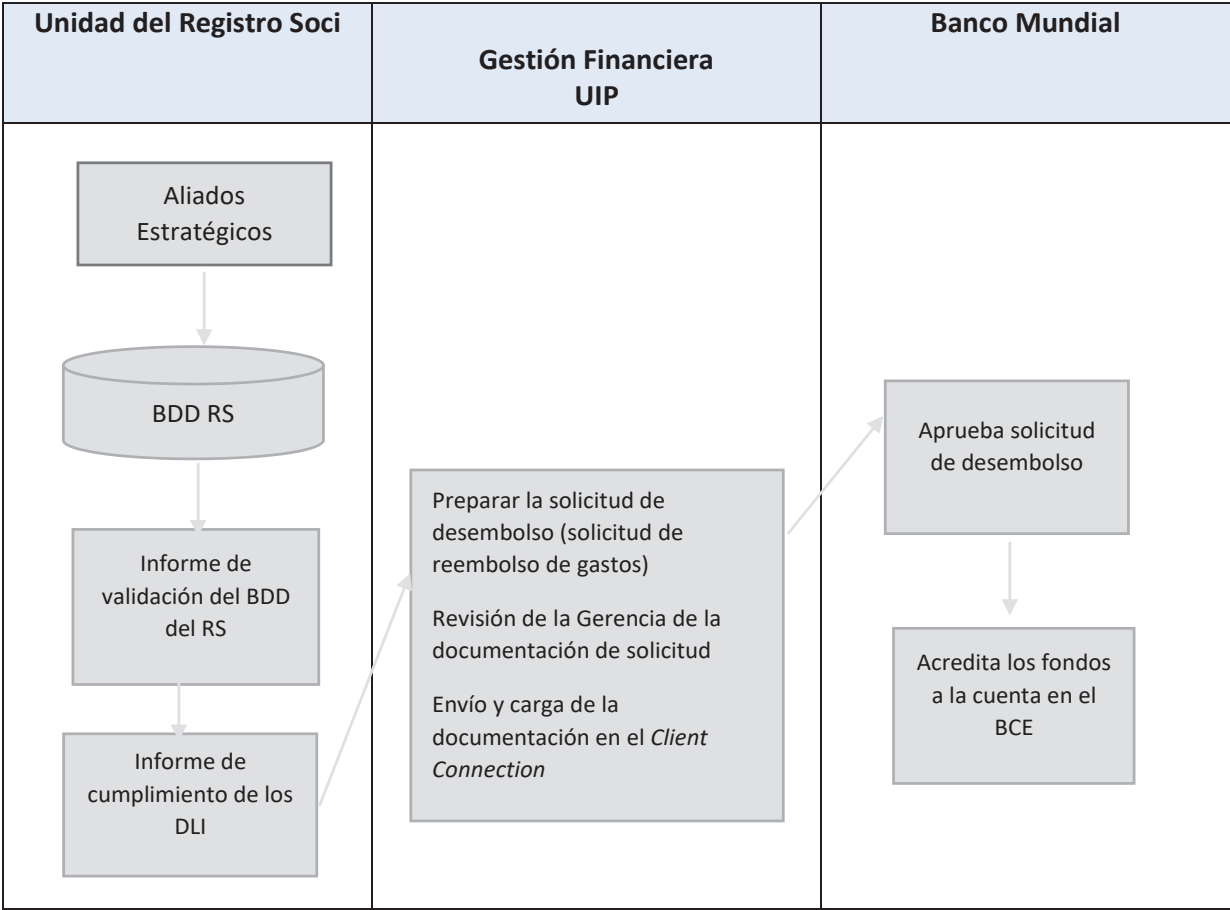 Unidad del Registro Soci
Gestión Financiera
UIP
Banco Mundial
Aliados
Estratégicos
BDD RS
Informe de
validación del BDD
del RS
Informe de
cumplimiento de los
DLI
Preparar la solicitud de
desembolso (solicitud de
reembolso de gastos)
Revisión de la Gerencia de la
documentación de solicitud
Envío y carga de la
documentación en el Client
Connection
Aprueba solicitud
de desembolso
Acredita los fondos
a la cuenta en el
BCE